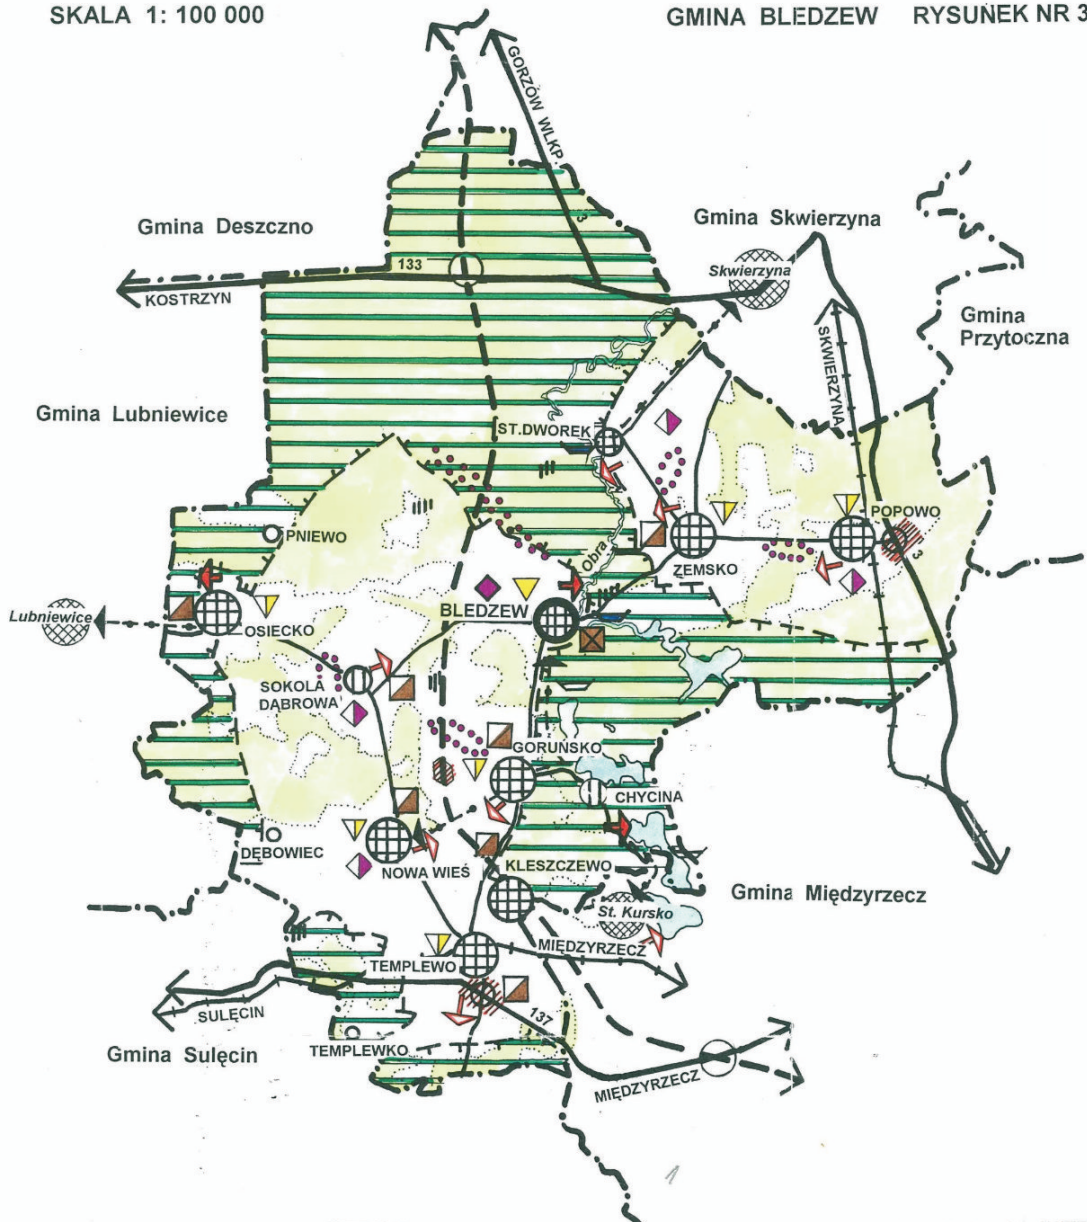 SKALA 1: 100 000
GMINA BLEDZEW RYSUNEK NR 3
GORZÓW WLKP.
3
Gmina Deszczno
Gmina Skwierzyna
133
Skwierzyna
KOSTRZYN
Gmina
Przytoczna
SKWIERZYNA
Gmina Lubniewice
ST.DWOREK
POPOWO
PNIEWO
3
Obra
ZEMSKO
Lubniewice
BLEDZEW
OSIECKO
SOKOLA
DĄBROWA
GORUŃSKO
CHYCINA
DĘBOWIEC
KLESZCZEWO
NOWA WIEŚ
Gmina Międzyrzecz
St. Kursko
MIĘDZYRZECZ
TEMPLEWO
SULĘCIN
137
Gmina Sulęcin
TEMPLEWKO
MIĘDZYRZECZ